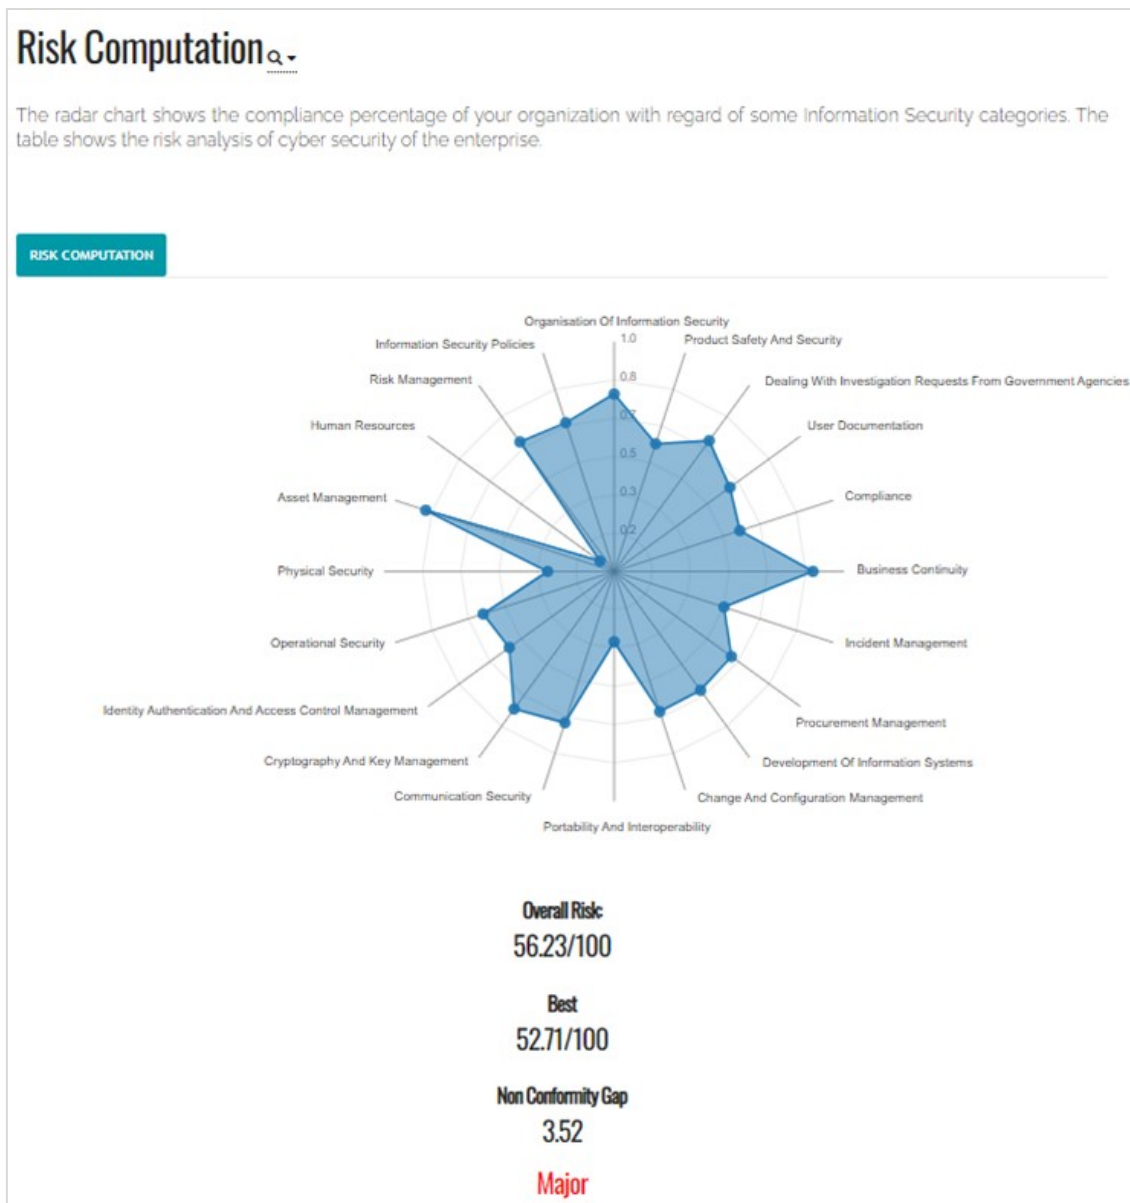 Risk Computation
The radar chart shows the compliance percentage of your organization with regard of some Information Security categories. The
table shows the risk analysis of cyber security of the enterprise.
RISK COMPUTATION
Organisation Of Information Security
1.0
Product Safety And Security
Information Security Policies
Risk Management
0.8
Dealing With Investigation Requests From Government Agencies
Human Resources
0.7
User Documentation
0.5
Asset Management
0.3
Compliance
0.2
Physical Security
Business Continuity
Operational Security
Incident Management
Identity Authentication And Access Control Management
Procurement Management
Cryptography And Key Management
Development Of Information Systems
Communication Security
Change And Configuration Management
Portability And Interoperability
Overall Risk:
56.23/100
Best
52.71/100
Non Conformity Gap
3.52
Major